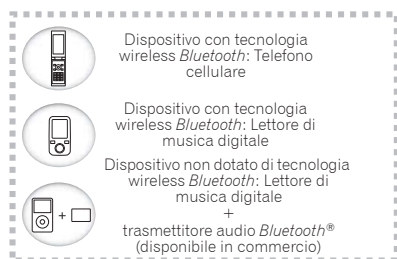 Dispositivo con tecnologia
wireless Bluetooth: Telefono
cellulare
Dispositivo con tecnologia
wireless Bluetooth: Lettore di
musica digitale
Dispositivo non dotato di tecnologia
wireless Bluetooth: Lettore di
musica digitale
+
trasmettitore audio Bluetooth®
(disponibile in commercio)